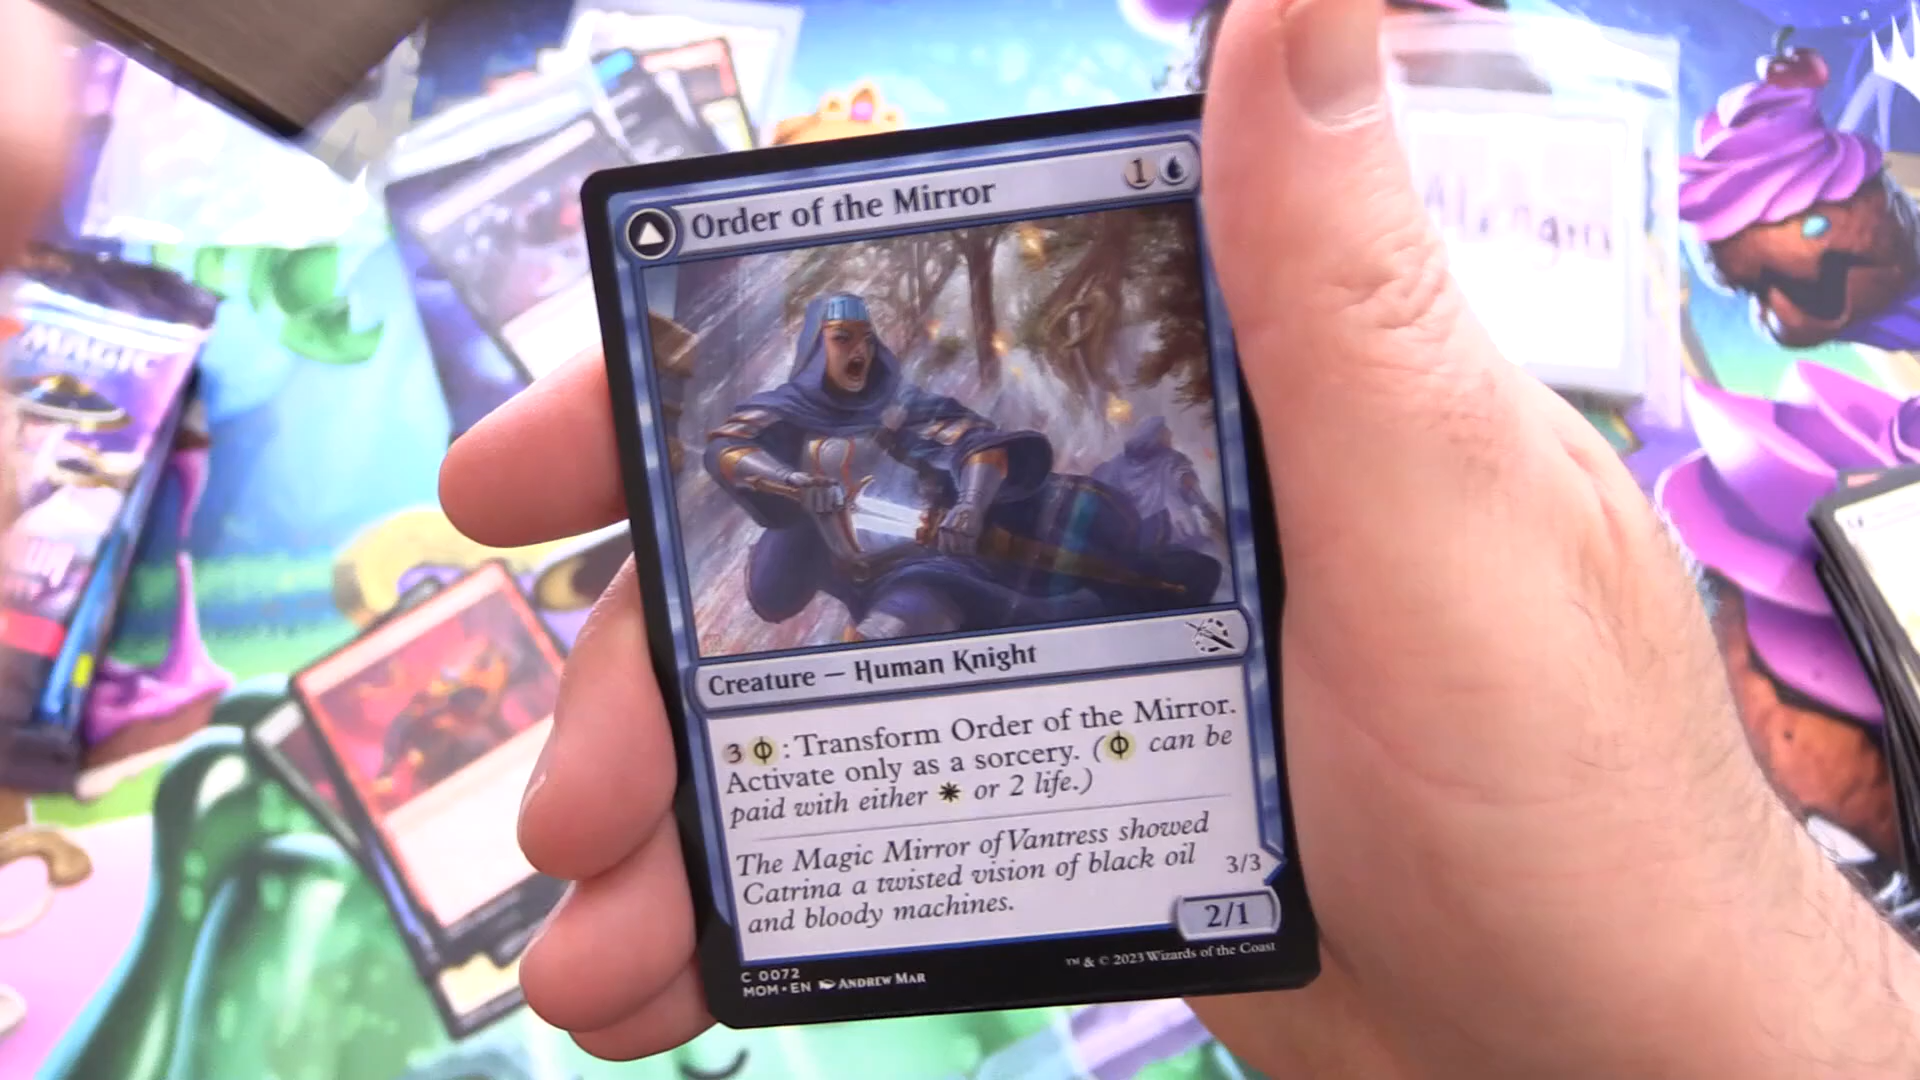 Order of the Mirror 1
Creature — Human Knight
3 : Transform Order of the Mirror.
Activate only as a sorcery. ( can be
paid with either or 2 life.)
The Magic Mirror of Vantress showed
Catrina a twisted vision of black oil
and bloody machines.
3/3
2/1
C 0072
MOM • EN ANDREW MAR
™ & © 2023 Wizards of the Coast
MAGIC